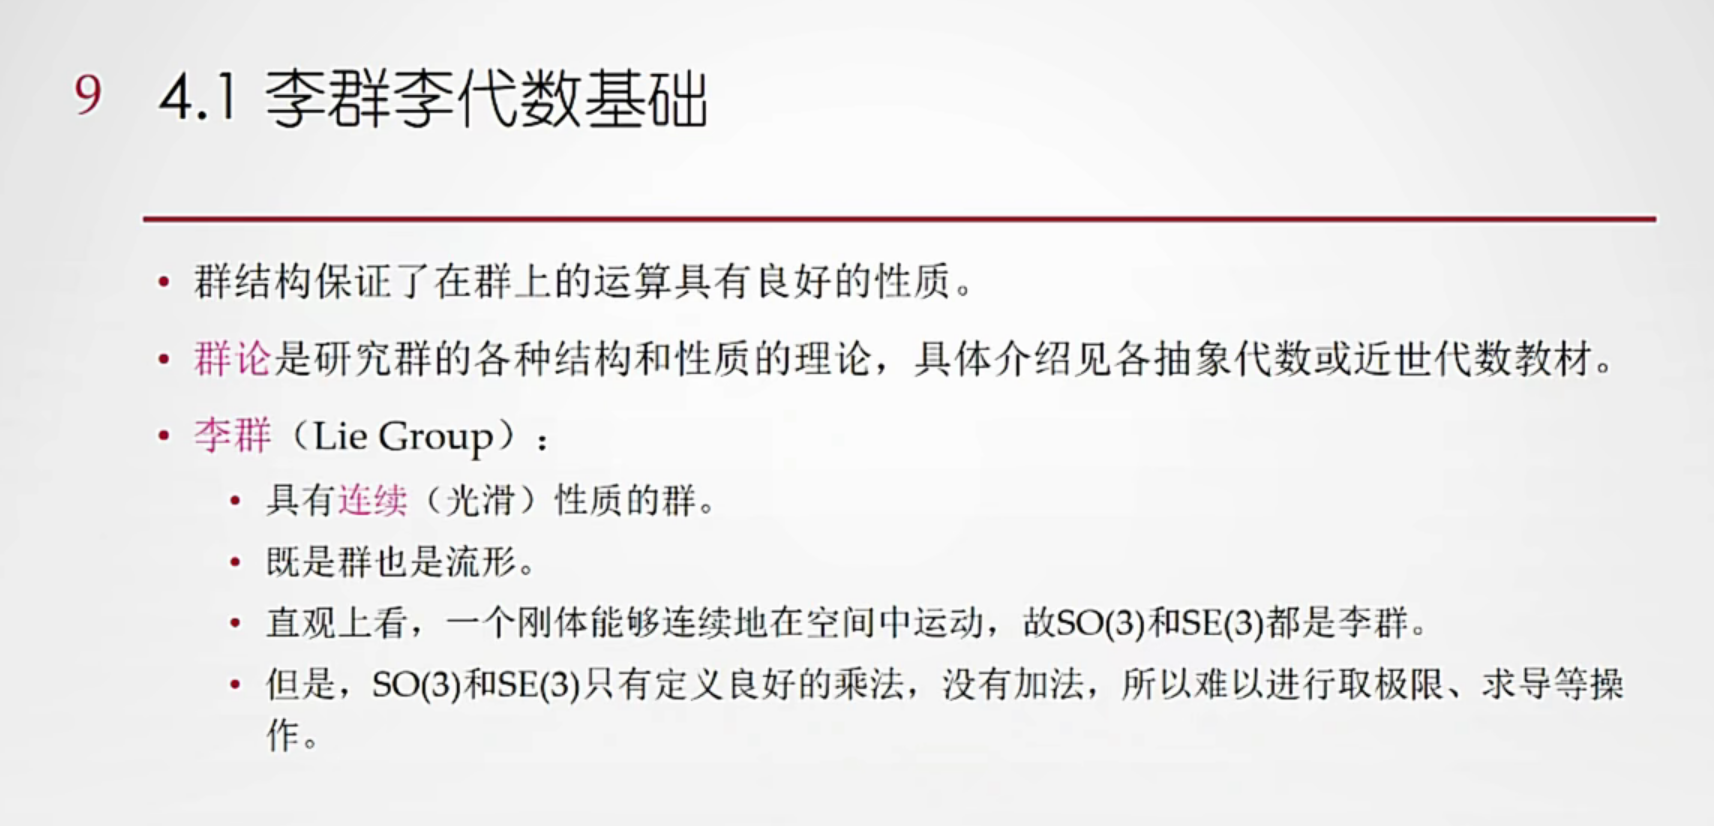 9 4.1 李群李代数基础
• 群结构保证了在群上的运算具有良好的性质。
• 群论是研究群的各种结构和性质的理论，具体介绍见各抽象代数或近世代数教材。
• 李群（Lie Group）：
• 具有连续（光滑）性质的群。
• 既是群也是流形。
• 直观上看，一个刚体能够连续地在空间中运动，故SO(3)和SE(3)都是李群。
• 但是，SO(3)和SE(3)只有定义良好的乘法，没有加法，所以难以进行取极限、求导等操
作。